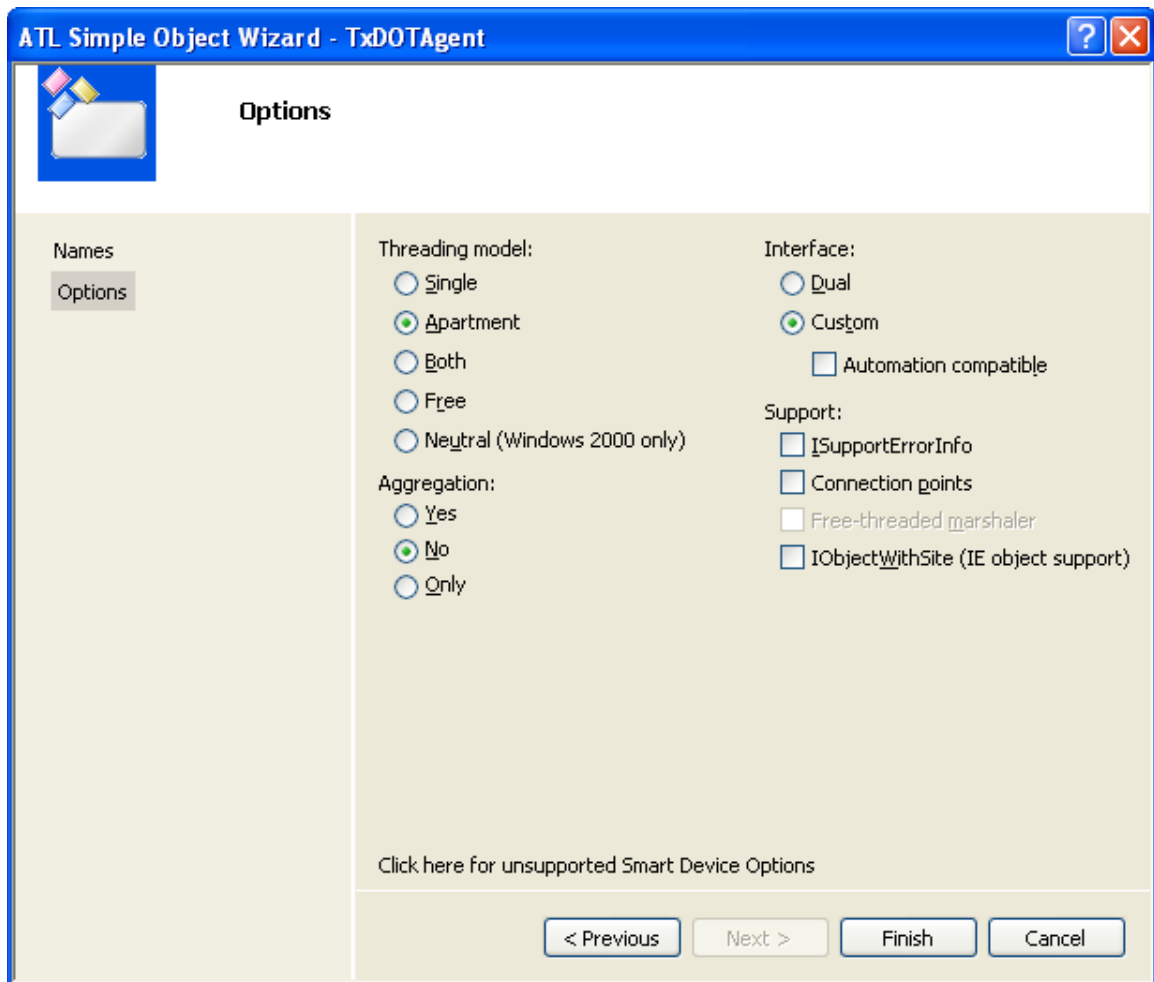 ATL Simple Object Wizard - TxDOTAgent
Options
Names
Options
Threading model:
Single
Apartment
Both
Free
Neutral (Windows 2000 only)
Aggregation:
Yes
No
Only
Interface:
Dual
Custom
Automation compatible
Support:
ISupportErrorInfo
Connection points
Free-threaded marshaler
IObjectWithSite (IE object support)
Click here for unsupported Smart Device Options
< Previous
Next >
Finish
Cancel